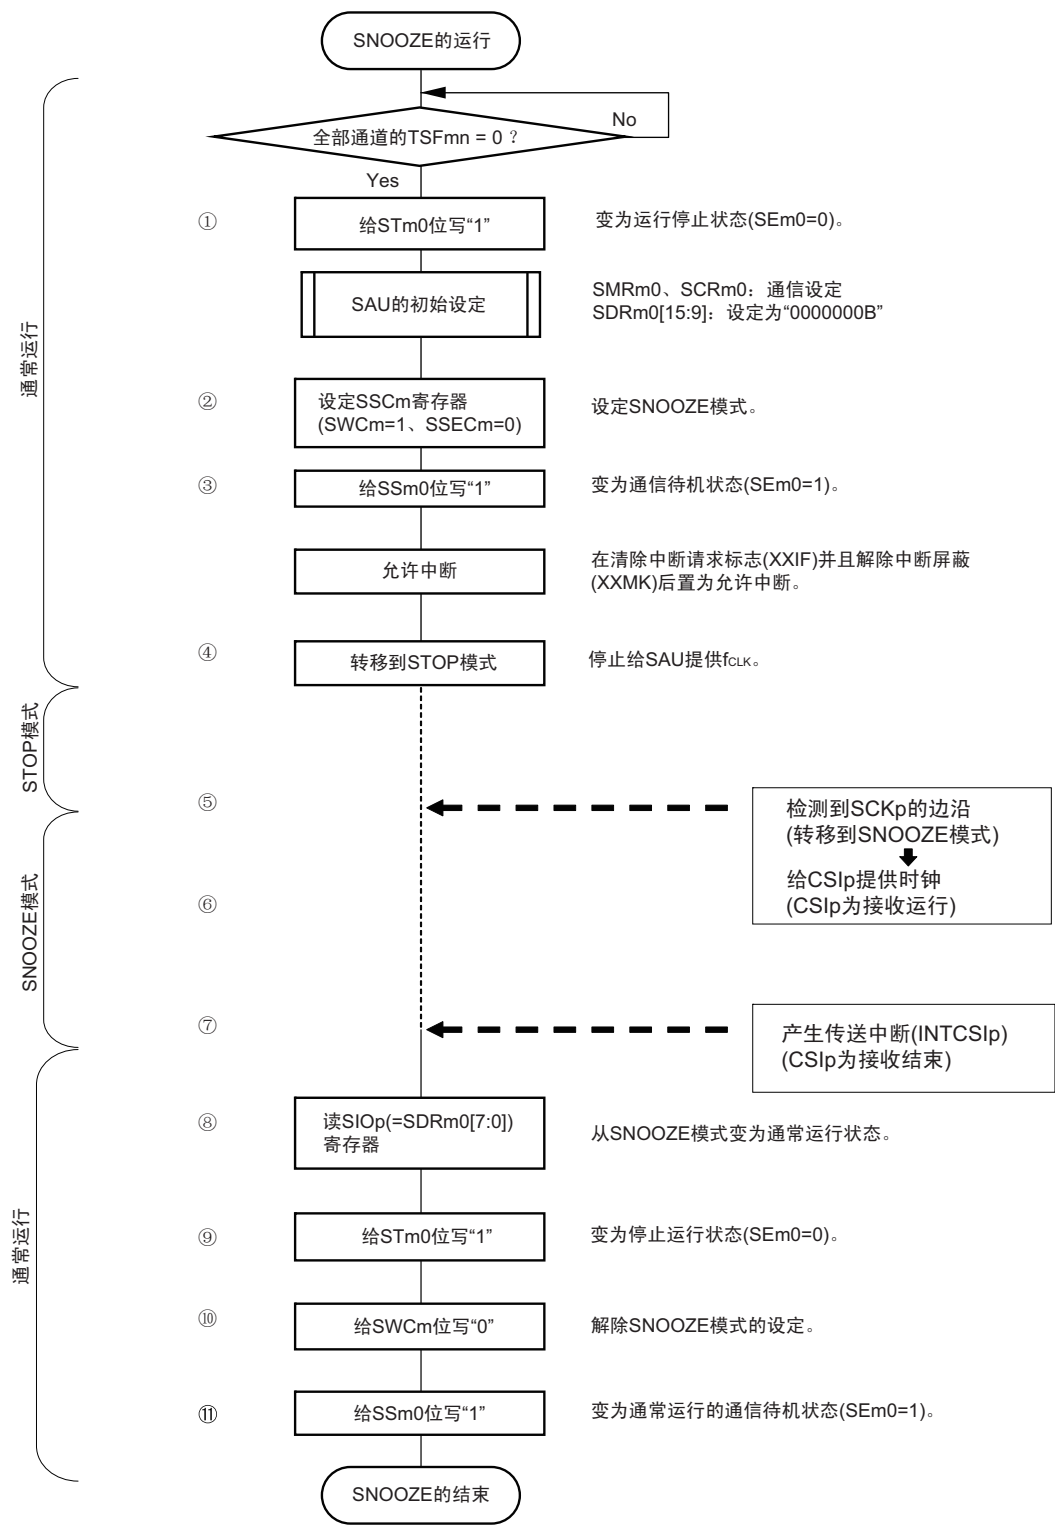 SNOOZE的运行
No
全部通道的TSFmn = 0 ?
Yes
① 给STm0位写“1” 变为运行停止状态(SEm0=0)。
SAU的初始设定
SMRm0、SCRm0：通信设定
SDRm0[15:9]：设定为“0000000B”
通常运行
② 设定SSCm寄存器
(SWCm=1、SSECm=0)
设定SNOOZE模式。
③ 给SSm0位写“1” 变为通信待机状态(SEm0=1)。
允许中断
在清除中断请求标志(XXIF)并且解除中断屏蔽
(XXMK)后置为允许中断。
④ 转移到STOP模式 停止给SAU提供fCLK。
STOP模式
⑤
检测到SCKp的边沿
(转移到SNOOZE模式)
给CSIp提供时钟
(CSIp为接收运行)
⑥
SNOOZE模式
⑦
产生传送中断(INTCSIp)
(CSIp为接收结束)
⑧ 读SIOp(=SDRm0[7:0])
寄存器
从SNOOZE模式变为通常运行状态。
通常运行
⑨ 给STm0位写“1” 变为停止运行状态(SEm0=0)。
⑩ 给SWCm位写“0” 解除SNOOZE模式的设定。
⑪ 给SSm0位写“1” 变为通常运行的通信待机状态(SEm0=1)。
SNOOZE的结束